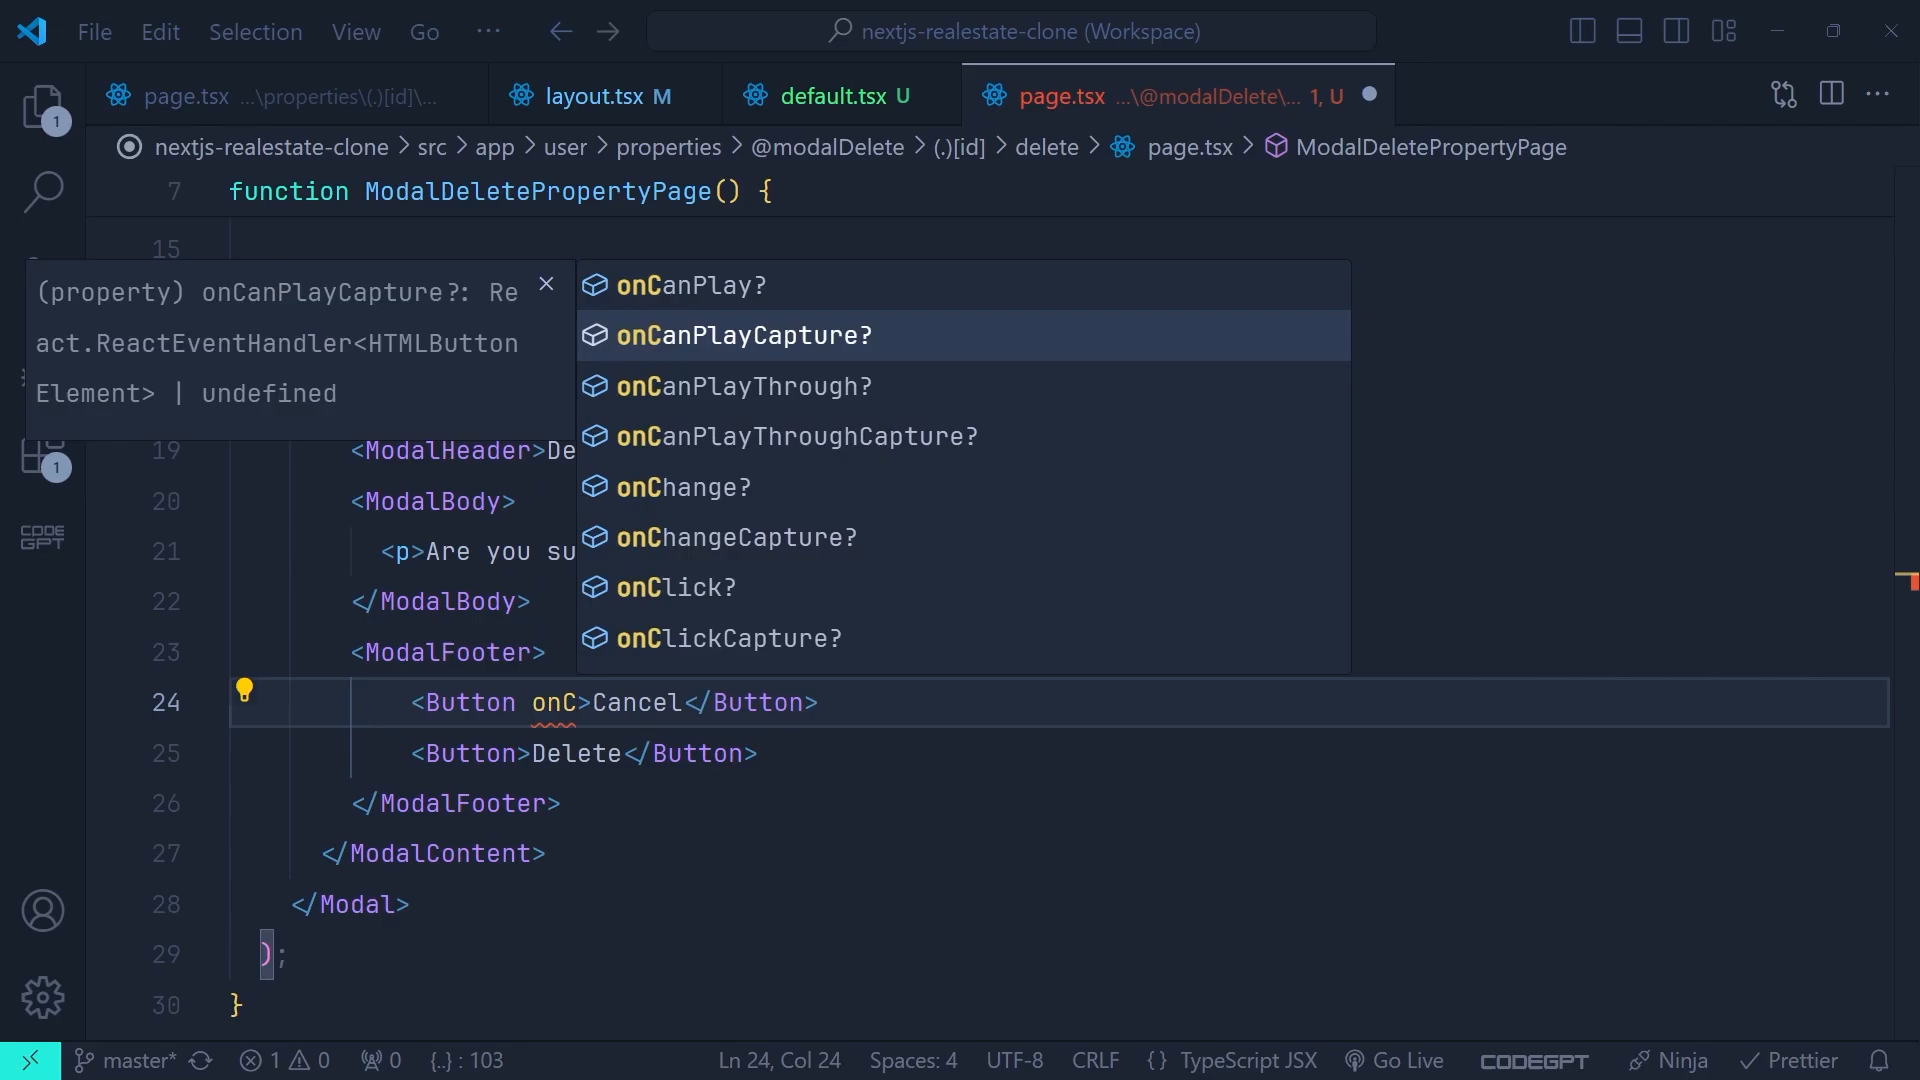 File Edit Selection View Go ··· nextjs-realestate-clone (Workspace)
page.tsx ...\properties\(.)[id]\... layout.tsx M default.tsx U page.tsx ...\@modalDelete\... 1, U
nextjs-realestate-clone > src > app > user > properties > @modalDelete > (.)[id] > delete > page.tsx > ModalDeletePropertyPage
7 function ModalDeletePropertyPage() {
15
(property) onCanPlayCapture?: Re
act.ReactEventHandler<HTMLButton
Element> | undefined
onCanPlay?
onCanPlayCapture?
onCanPlayThrough?
onCanPlayThroughCapture?
onChange?
onChangeCapture?
onClick?
onClickCapture?
1
1
CODE
GPT
19 <ModalHeader>De
20 <ModalBody>
21 <p>Are you su
22 </ModalBody>
23 <ModalFooter>
24 <Button onC>Cancel</Button>
25 <Button>Delete</Button>
26 </ModalFooter>
27 </ModalContent>
28 </Modal>
29 );
30 }
master* 1 0 0 {..} : 103 Ln 24, Col 24 Spaces: 4 UTF-8 CRLF { } TypeScript JSX Go Live CODEGPT Ninja Prettier